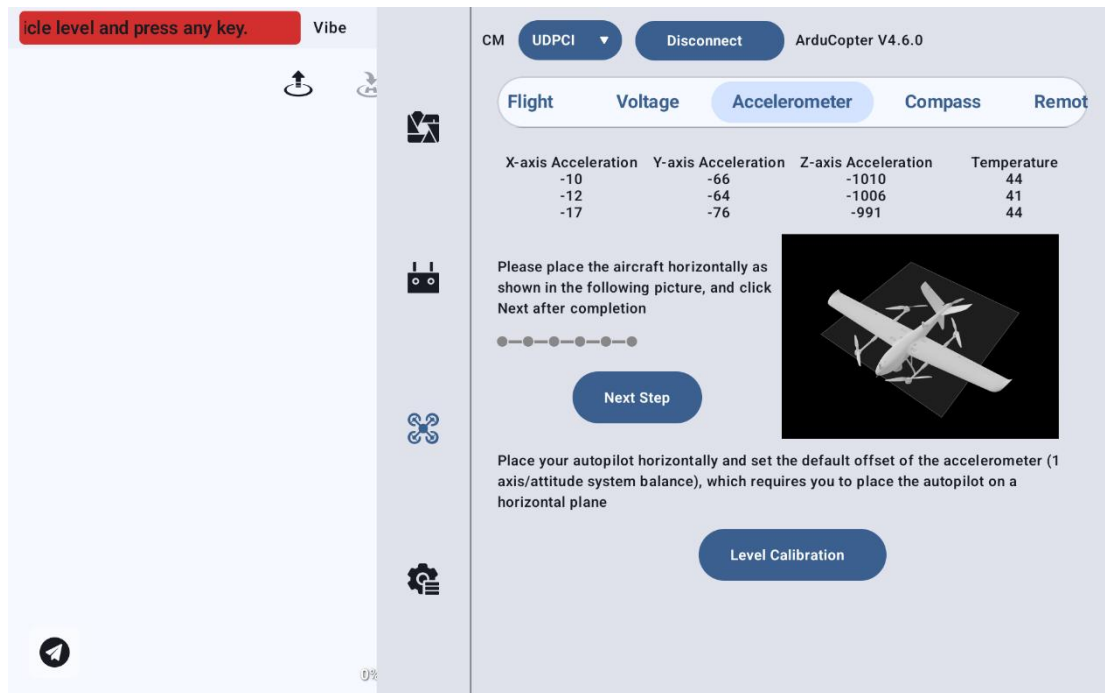 icle level and press any key.
Vibe
CM UDPCI Disconnect ArduCopter V4.6.0
Flight Voltage Accelerometer Compass Remot
X-axis Acceleration Y-axis Acceleration Z-axis Acceleration Temperature
-10 -66 -1010 44
-12 -64 -1006 41
-17 -76 -991 44
Please place the aircraft horizontally as
shown in the following picture, and click
Next after completion
Next Step
Place your autopilot horizontally and set the default offset of the accelerometer (1
axis/attitude system balance), which requires you to place the autopilot on a
horizontal plane
Level Calibration
0%